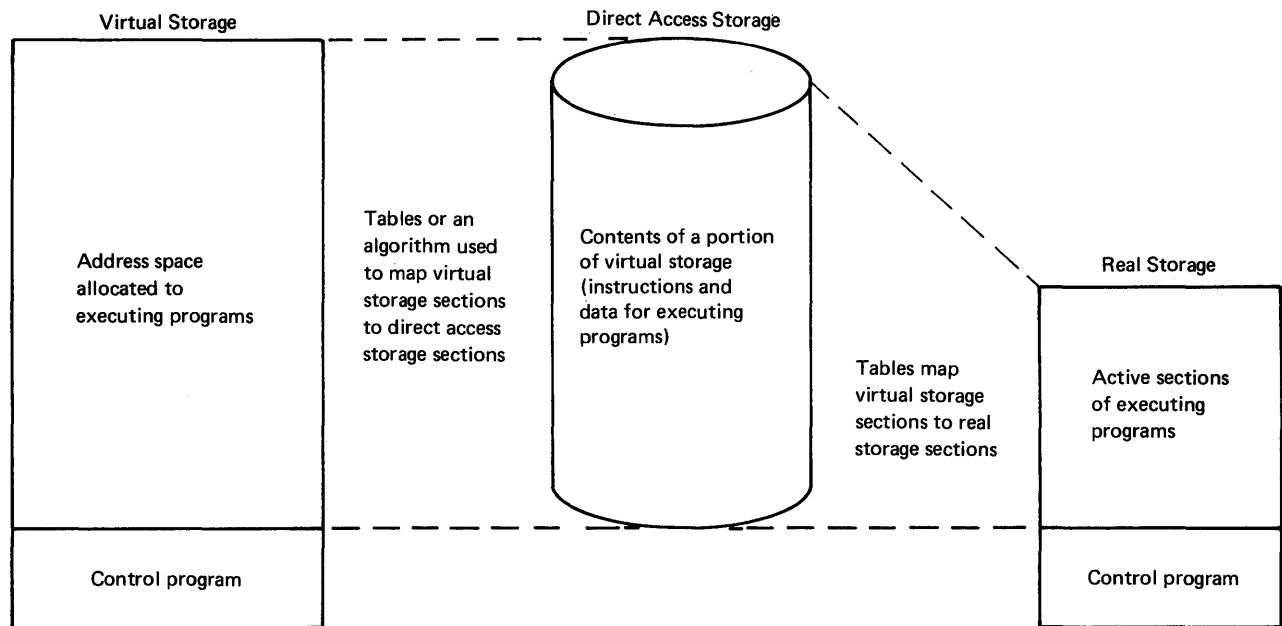 Virtual Storage
Direct Access Storage
Address space
allocated to
executing programs
Tables or an
algorithm used
to map virtual
storage sections
to direct access
storage sections
Contents of a portion
of virtual storage
(instructions and
data for executing
programs)
Tables map
virtual storage
sections to real
storage sections
Real Storage
Active sections
of executing
programs
Control program
Control program